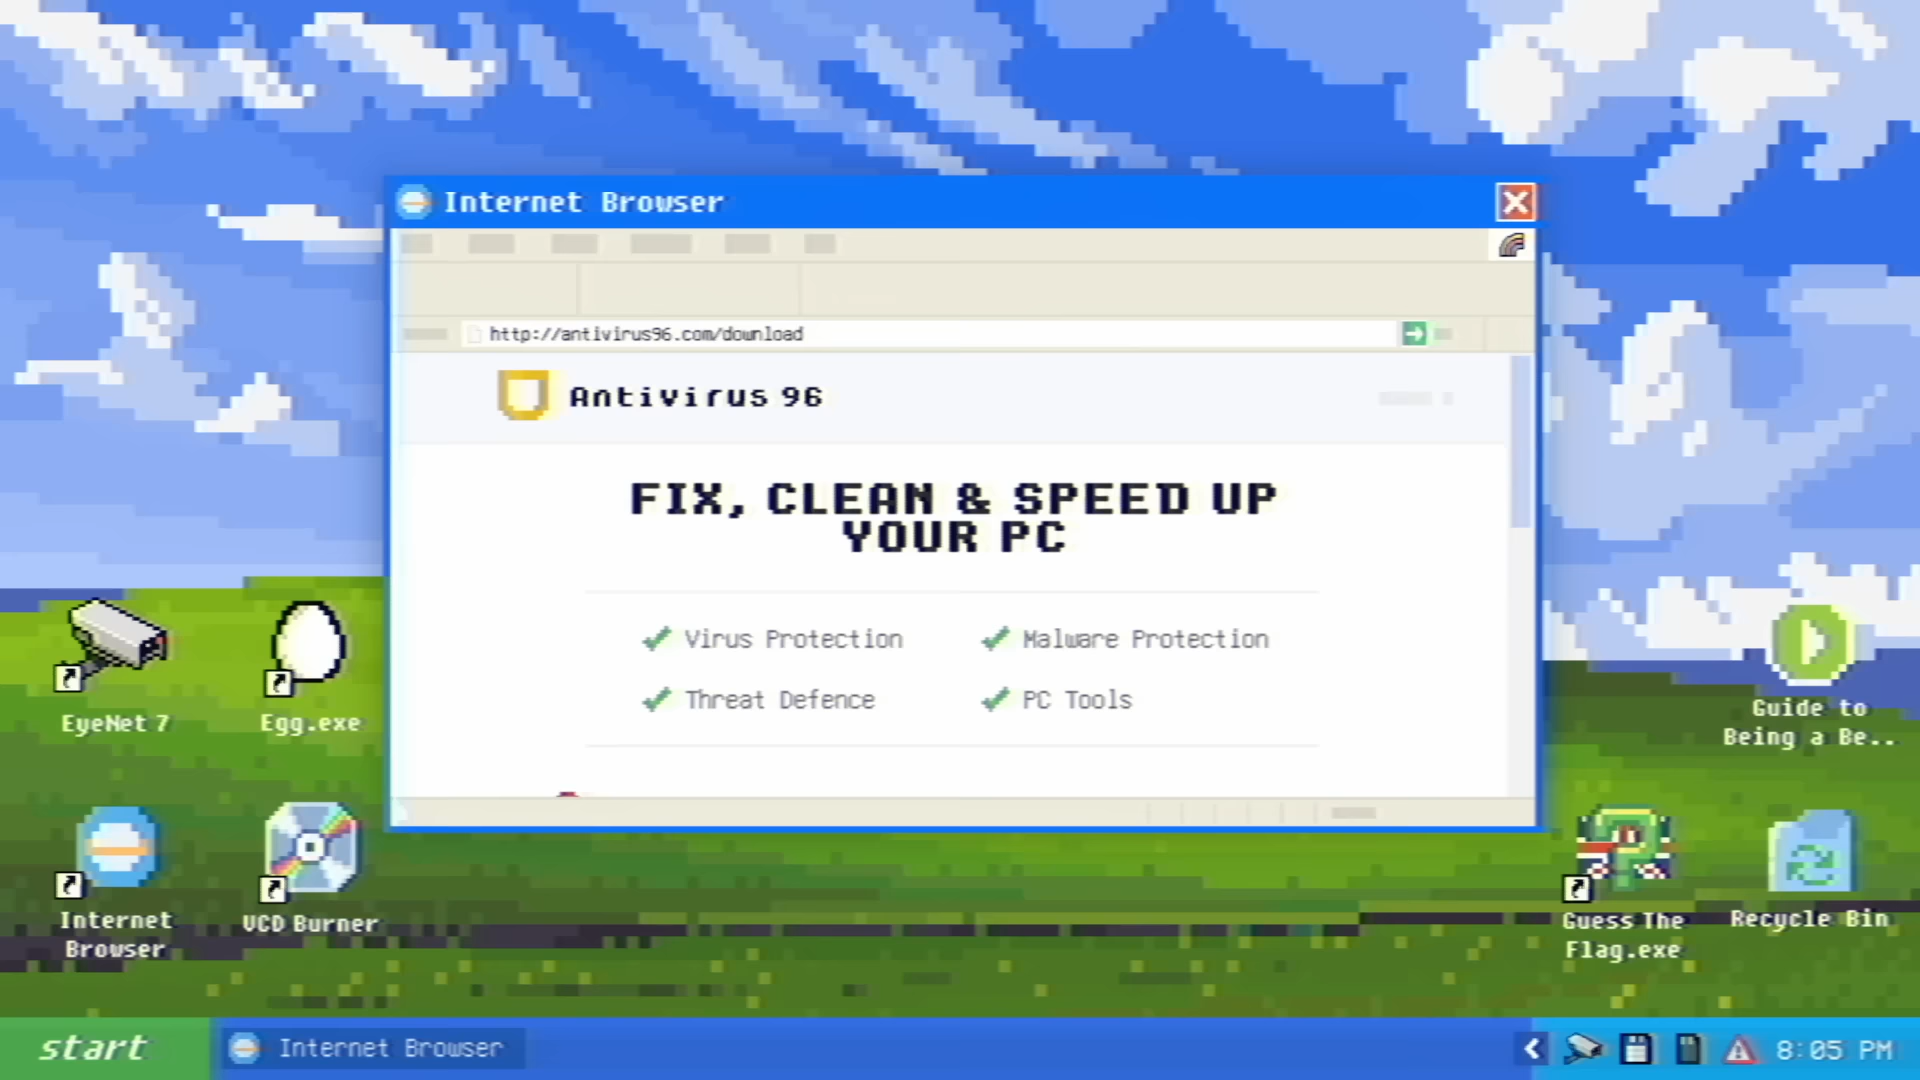 Internet Browser
http://antivirus96.com/download
Antivirus 96
FIX, CLEAN & SPEED UP
YOUR PC
Virus Protection
Malware Protection
Threat Defence
PC Tools
EyeNet 7
Egg.exe
Guide to
Being a Be..
Internet
Browser
VCD Burner
Guess The
Flag.exe
Recycle Bin
start
Internet Browser
8:05 PM